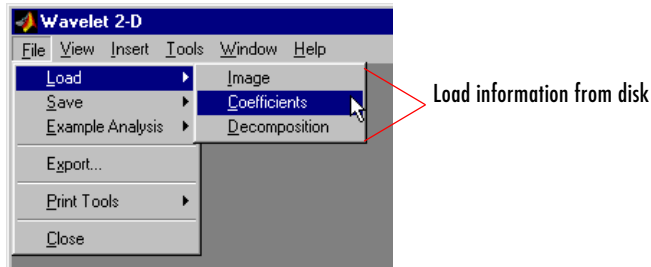 Wavelet 2-D
File View Insert Tools Window Help
Load Image
Save Coefficients
Example Analysis Decomposition
Export...
Print Tools
Close
Load information from disk